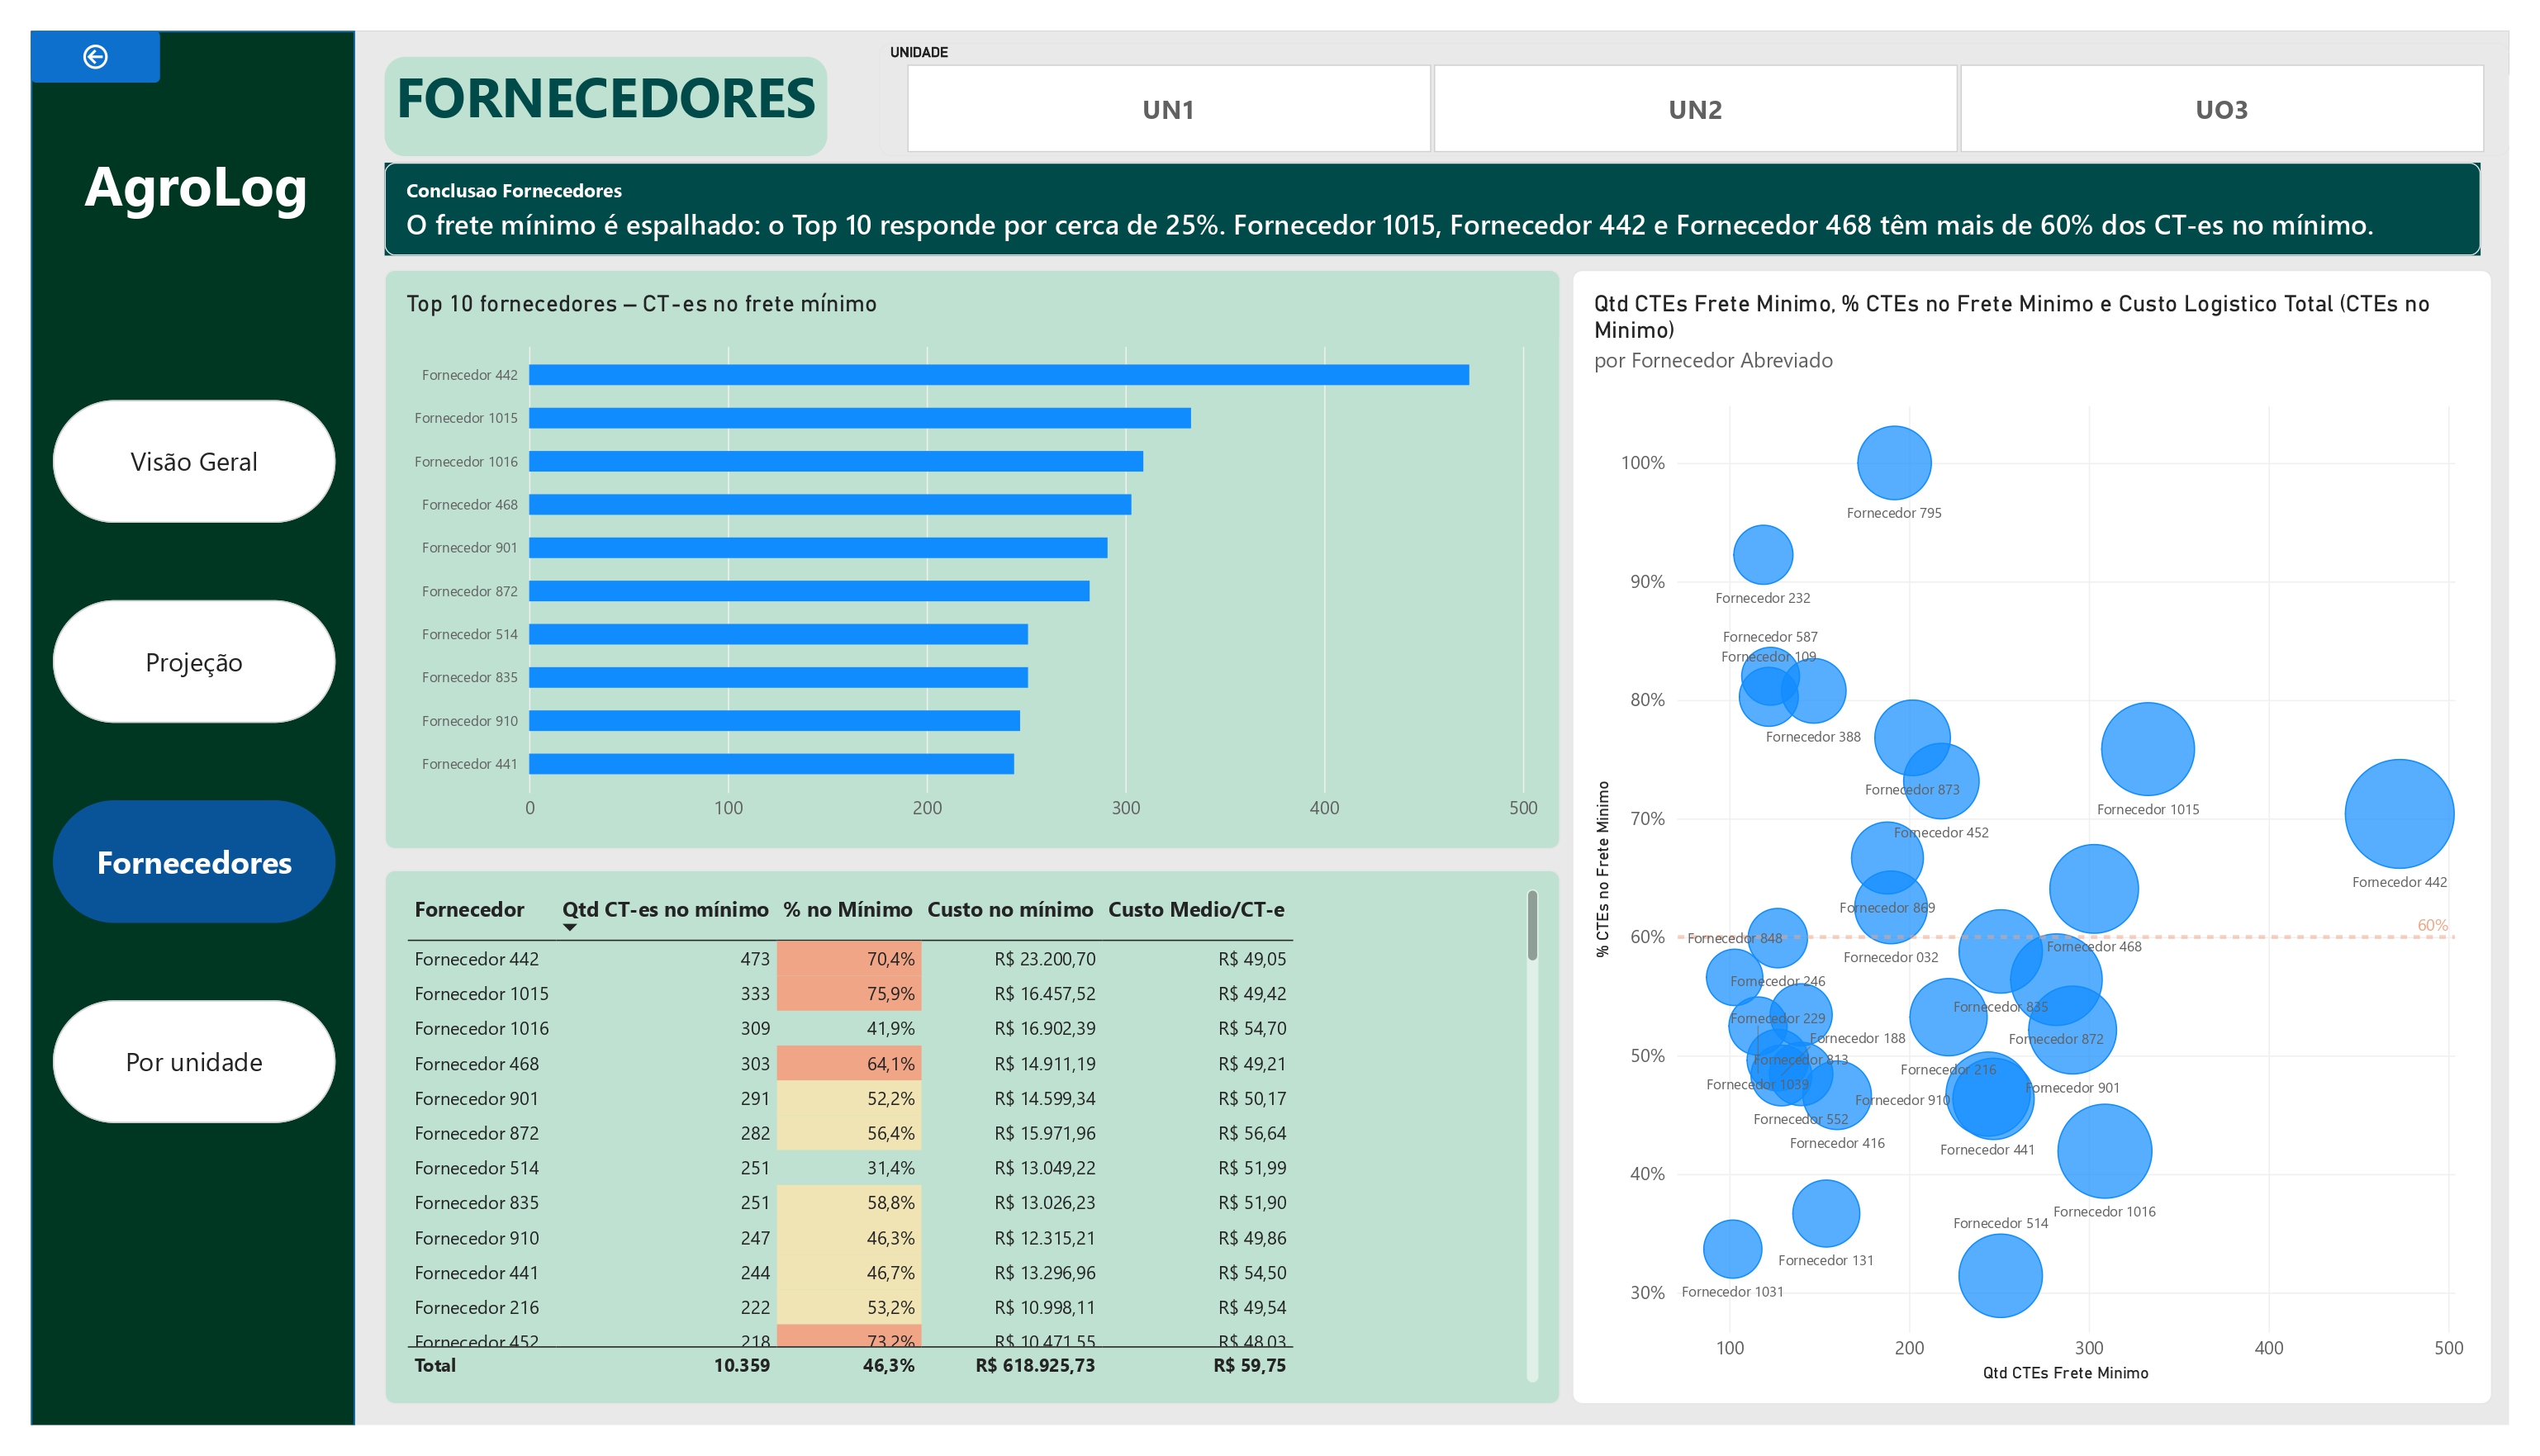 AgroLog
Visão Geral
Projeção
Fornecedores
Por unidade
FORNECEDORES
UNIDADE
UN1
UN2
UO3
Conclusao Fornecedores
O frete mínimo é espalhado: o Top 10 responde por cerca de 25%. Fornecedor 1015, Fornecedor 442 e Fornecedor 468 têm mais de 60% dos CT-es no mínimo.
Top 10 fornecedores – CT-es no frete mínimo
Fornecedor 442
Fornecedor 1015
Fornecedor 1016
Fornecedor 468
Fornecedor 901
Fornecedor 872
Fornecedor 514
Fornecedor 835
Fornecedor 910
Fornecedor 441
0 100 200 300 400 500
Fornecedor Qtd CT-es no mínimo % no Mínimo Custo no mínimo Custo Medio/CT-e
Fornecedor 442 473 70,4% R$ 23.200,70 R$ 49,05
Fornecedor 1015 333 75,9% R$ 16.457,52 R$ 49,42
Fornecedor 1016 309 41,9% R$ 16.902,39 R$ 54,70
Fornecedor 468 303 64,1% R$ 14.911,19 R$ 49,21
Fornecedor 901 291 52,2% R$ 14.599,34 R$ 50,17
Fornecedor 872 282 56,4% R$ 15.971,96 R$ 56,64
Fornecedor 514 251 31,4% R$ 13.049,22 R$ 51,99
Fornecedor 835 251 58,8% R$ 13.026,23 R$ 51,90
Fornecedor 910 247 46,3% R$ 12.315,21 R$ 49,86
Fornecedor 441 244 46,7% R$ 13.296,96 R$ 54,50
Fornecedor 216 222 53,2% R$ 10.998,11 R$ 49,54
Fornecedor 452 218 73,2% R$ 10.471,55 R$ 48,03
Total 10.359 46,3% R$ 618.925,73 R$ 59,75
Qtd CTEs Frete Minimo, % CTEs no Frete Minimo e Custo Logistico Total (CTEs no
Minimo)
por Fornecedor Abreviado
% CTEs no Frete Minimo
100%
90%
80%
70%
60%
50%
40%
30%
60%
Fornecedor 795
Fornecedor 232
Fornecedor 587
Fornecedor 109
Fornecedor 388
Fornecedor 873
Fornecedor 1015
Fornecedor 452
Fornecedor 442
Fornecedor 869
Fornecedor 848
Fornecedor 468
Fornecedor 032
Fornecedor 246
Fornecedor 835
Fornecedor 229
Fornecedor 188
Fornecedor 872
Fornecedor 813
Fornecedor 216
Fornecedor 1039
Fornecedor 901
Fornecedor 910
Fornecedor 552
Fornecedor 416
Fornecedor 441
Fornecedor 1016
Fornecedor 514
Fornecedor 131
Fornecedor 1031
100 200 300 400 500
Qtd CTEs Frete Minimo